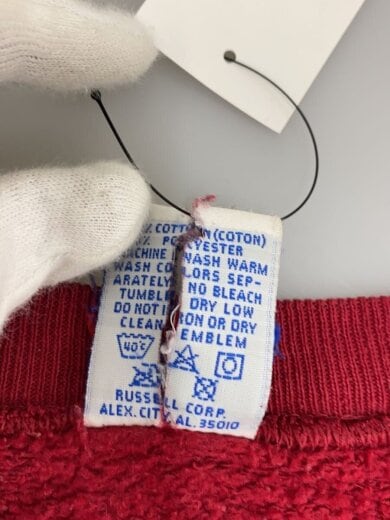 % COTTON (COTON)
% POLYESTER
MACHINE WASH WARM
WASH COLORS SEP-
ARATELY NO BLEACH
TUMBLE DRY LOW
DO NOT IRON OR DRY
CLEAN EMBLEM
40°C
RUSSELL CORP.
ALEX. CITY, AL. 35010